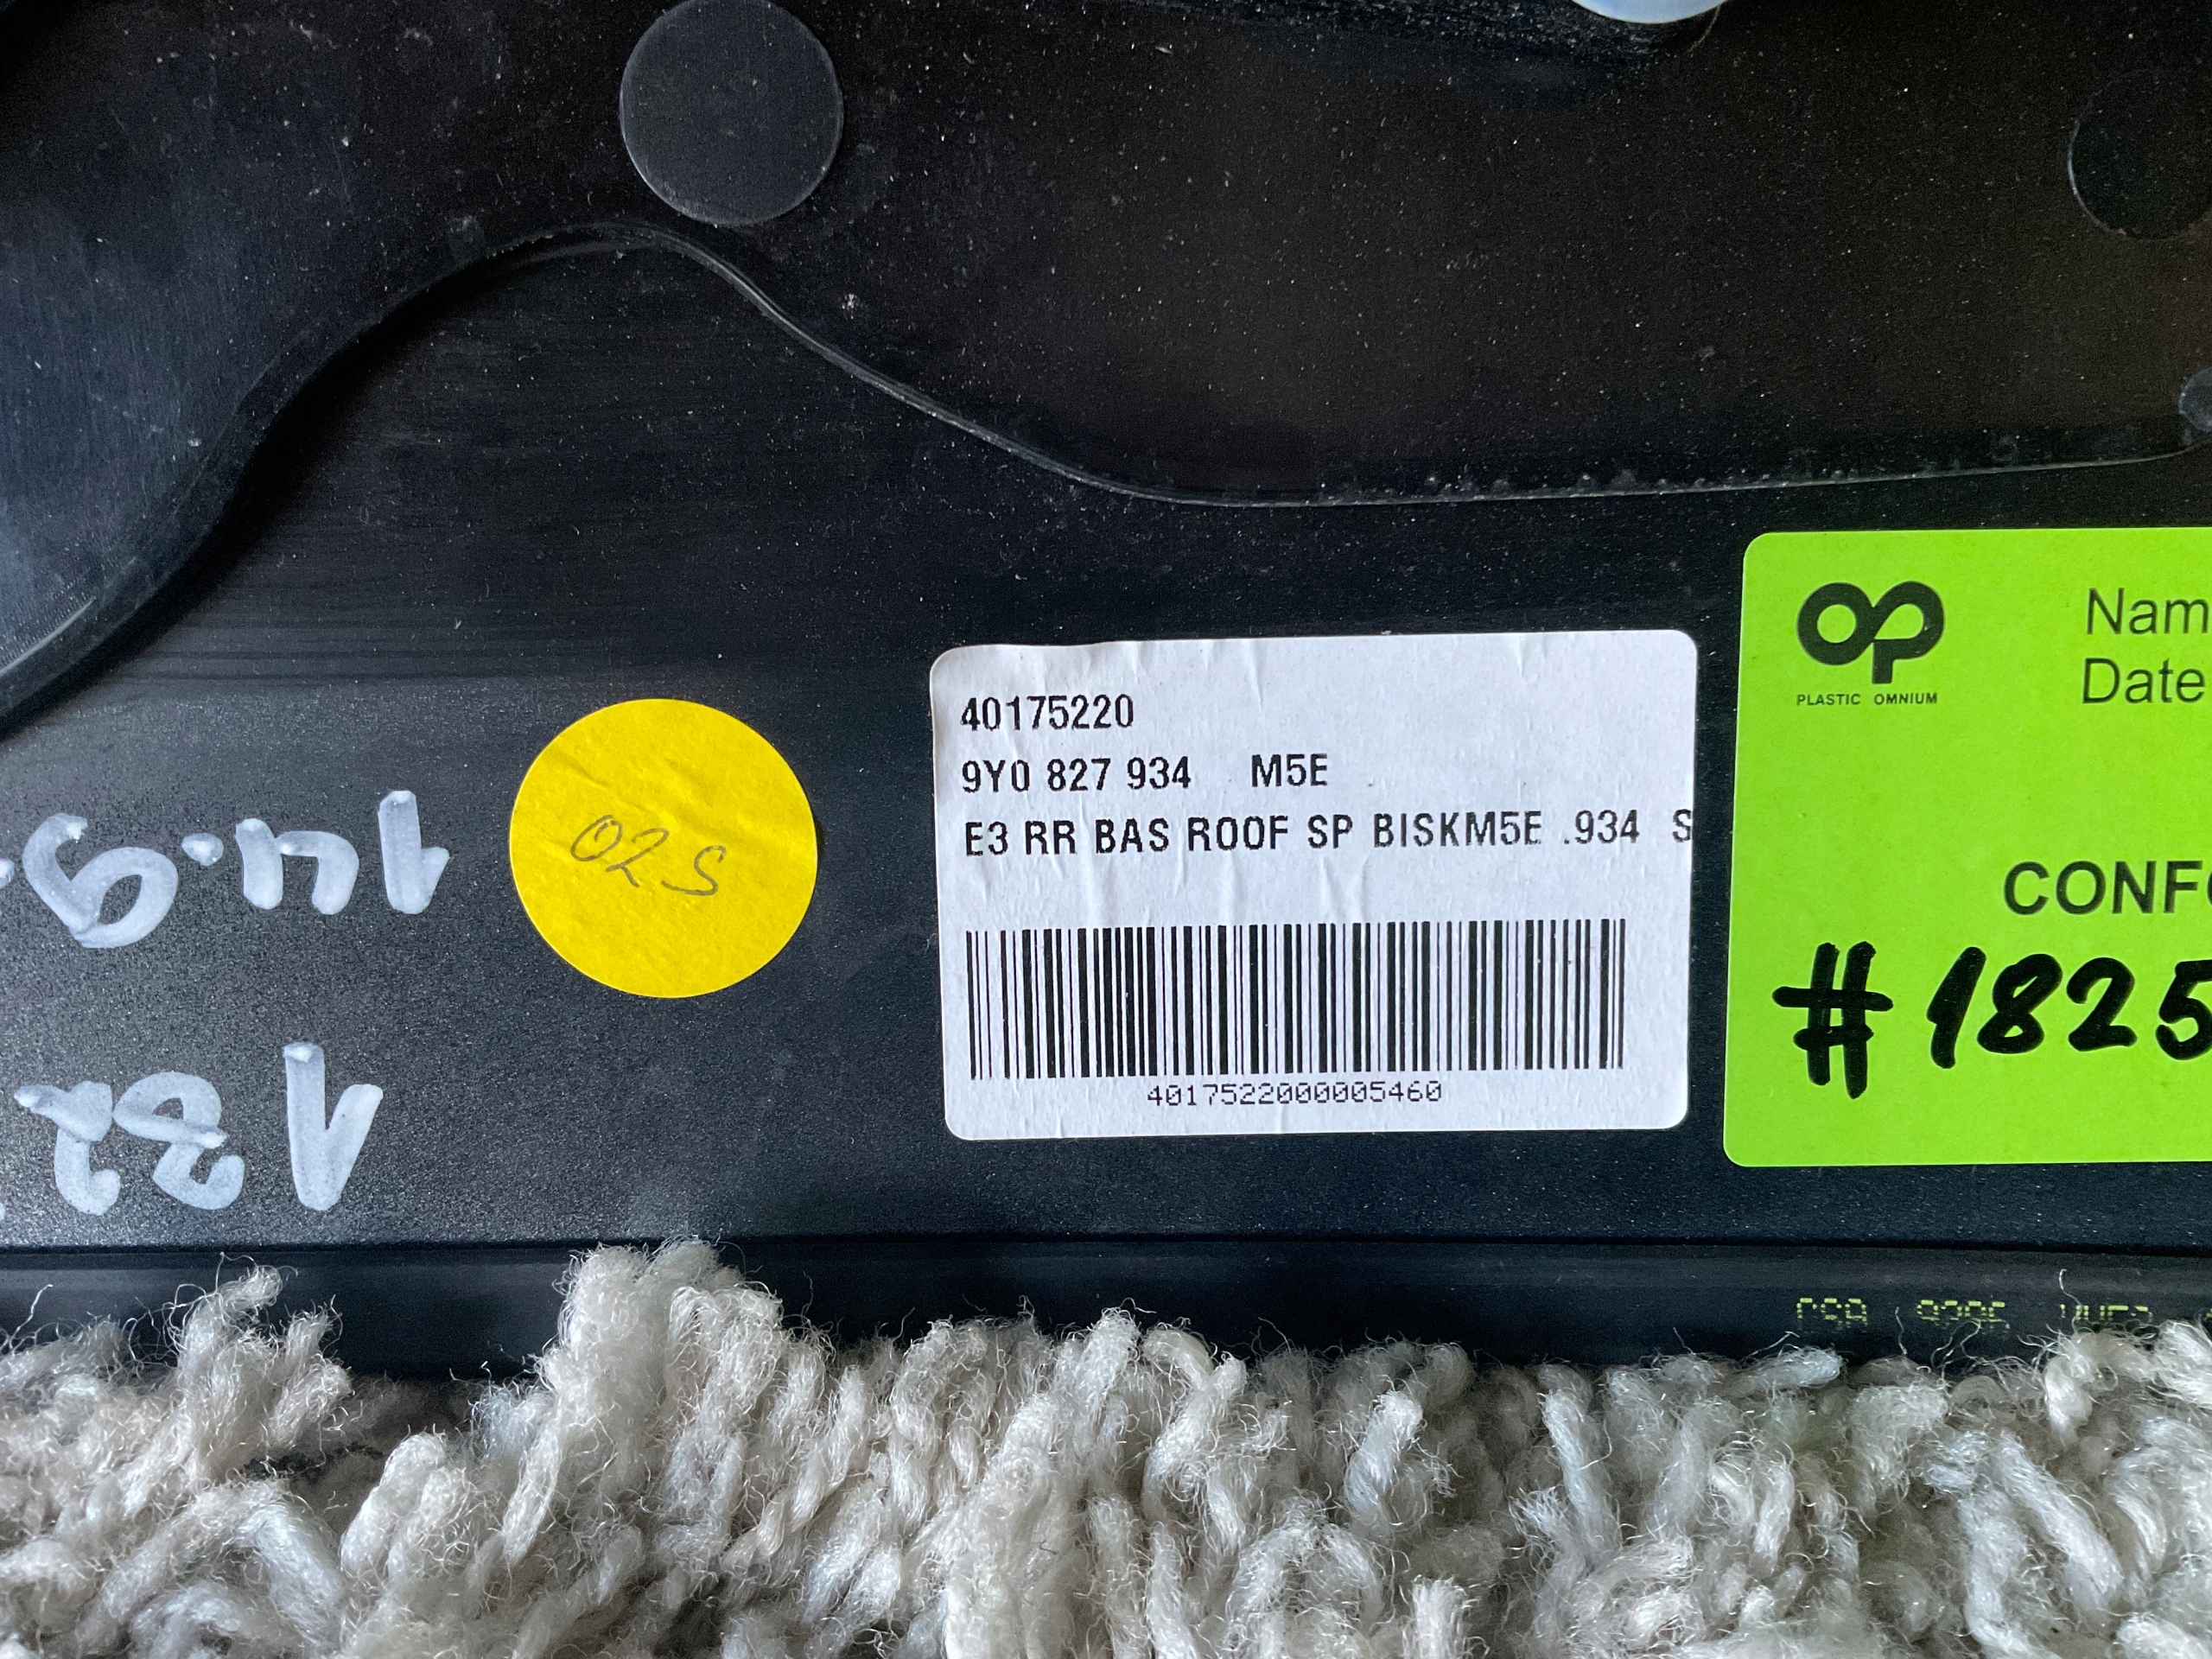 40175220
9Y0 827 934 M5E
E3 RR BAS ROOF SP BISKM5E .934 S
4017522000005460
OP
PLASTIC OMNIUM
Nam
Date
CONF
#1825
02S